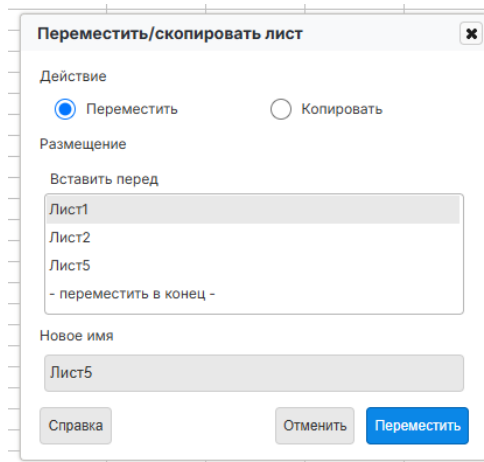 Переместить/скопировать лист
Действие
Переместить Копировать
Размещение
Вставить перед
Лист1
Лист2
Лист5
- переместить в конец -
Новое имя
Лист5
Справка Отменить Переместить